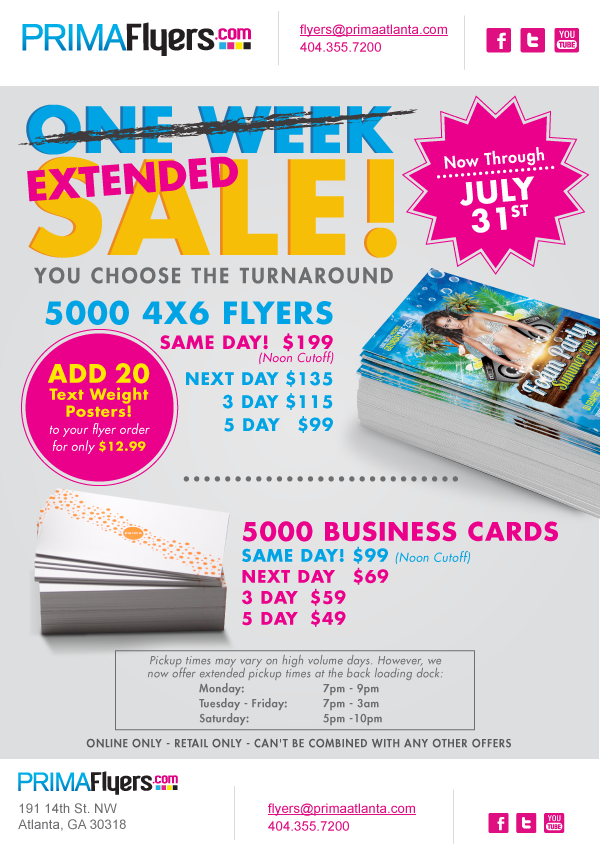 PRIMAFlyers.com
flyers@primaatlanta.com
404.355.7200
f
t
YOU
TUBE
ONE WEEK
EXTENDED
SALE!
Now Through
JULY
31ST
YOU CHOOSE THE TURNAROUND
5000 4X6 FLYERS
SAME DAY! $199
(Noon Cutoff)
NEXT DAY $135
3 DAY $115
5 DAY $99
ADD 20
Text Weight
Posters!
to your flyer order
for only $12.99
Foam Party
Summer 2012
5000 BUSINESS CARDS
SAME DAY! $99 (Noon Cutoff)
NEXT DAY $69
3 DAY $59
5 DAY $49
Pickup times may vary on high volume days. However, we
now offer extended pickup times at the back loading dock:
Monday: 7pm - 9pm
Tuesday - Friday: 7pm - 3am
Saturday: 5pm -10pm
ONLINE ONLY - RETAIL ONLY - CAN'T BE COMBINED WITH ANY OTHER OFFERS
PRIMAFlyers.com
191 14th St. NW
Atlanta, GA 30318
flyers@primaatlanta.com
404.355.7200
f
t
YOU
TUBE